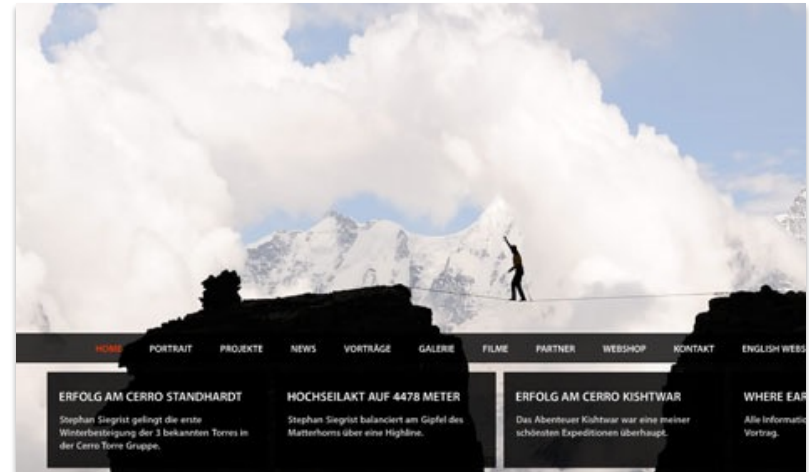 HOME PORTRAIT PROJEKTE NEWS VORTRÄGE GALERIE FILME PARTNER WEBSHOP KONTAKT ENGLISH WEBS
ERFOLG AM CERRO STANDHARDT
Stephan Siegrist gelingt die erste
Winterbesteigung der 3 bekannten Torres in
der Cerro Torre Gruppe.
HOCHSEILAKT AUF 4478 METER
Stephan Siegrist balanciert am Gipfel des
Matterhorns über eine Highline.
ERFOLG AM CERRO KISHTWAR
Das Abenteuer Kishtwar war eine meiner
schönsten Expeditionen überhaupt.
WHERE EAR
Alle Informatio
Vortrag.